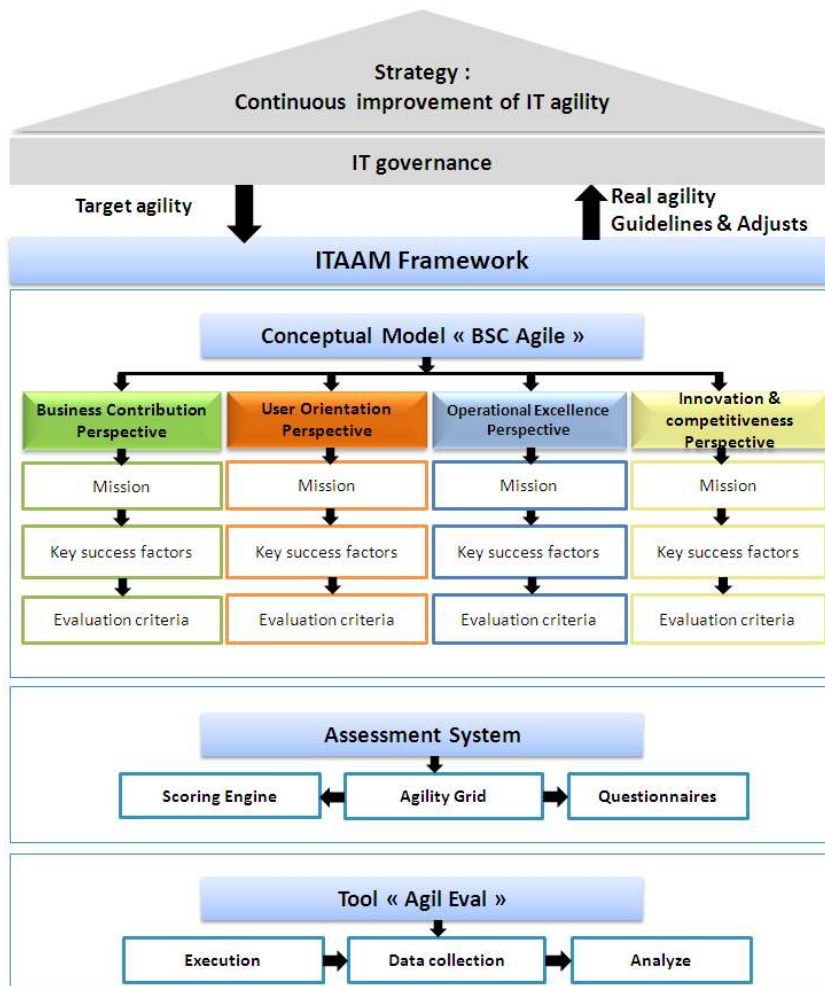 Strategy :
Continuous improvement of IT agility
IT governance
Target agility
Real agility
Guidelines & Adjusts
ITAAM Framework
Conceptual Model « BSC Agile »
Business Contribution
Perspective
User Orientation
Perspective
Operational Excellence
Perspective
Innovation &
competitiveness
Perspective
Mission
Mission
Mission
Mission
Key success factors
Key success factors
Key success factors
Key success factors
Evaluation criteria
Evaluation criteria
Evaluation criteria
Evaluation criteria
Assessment System
Scoring Engine
Agility Grid
Questionnaires
Tool « Agil Eval »
Execution
Data collection
Analyze